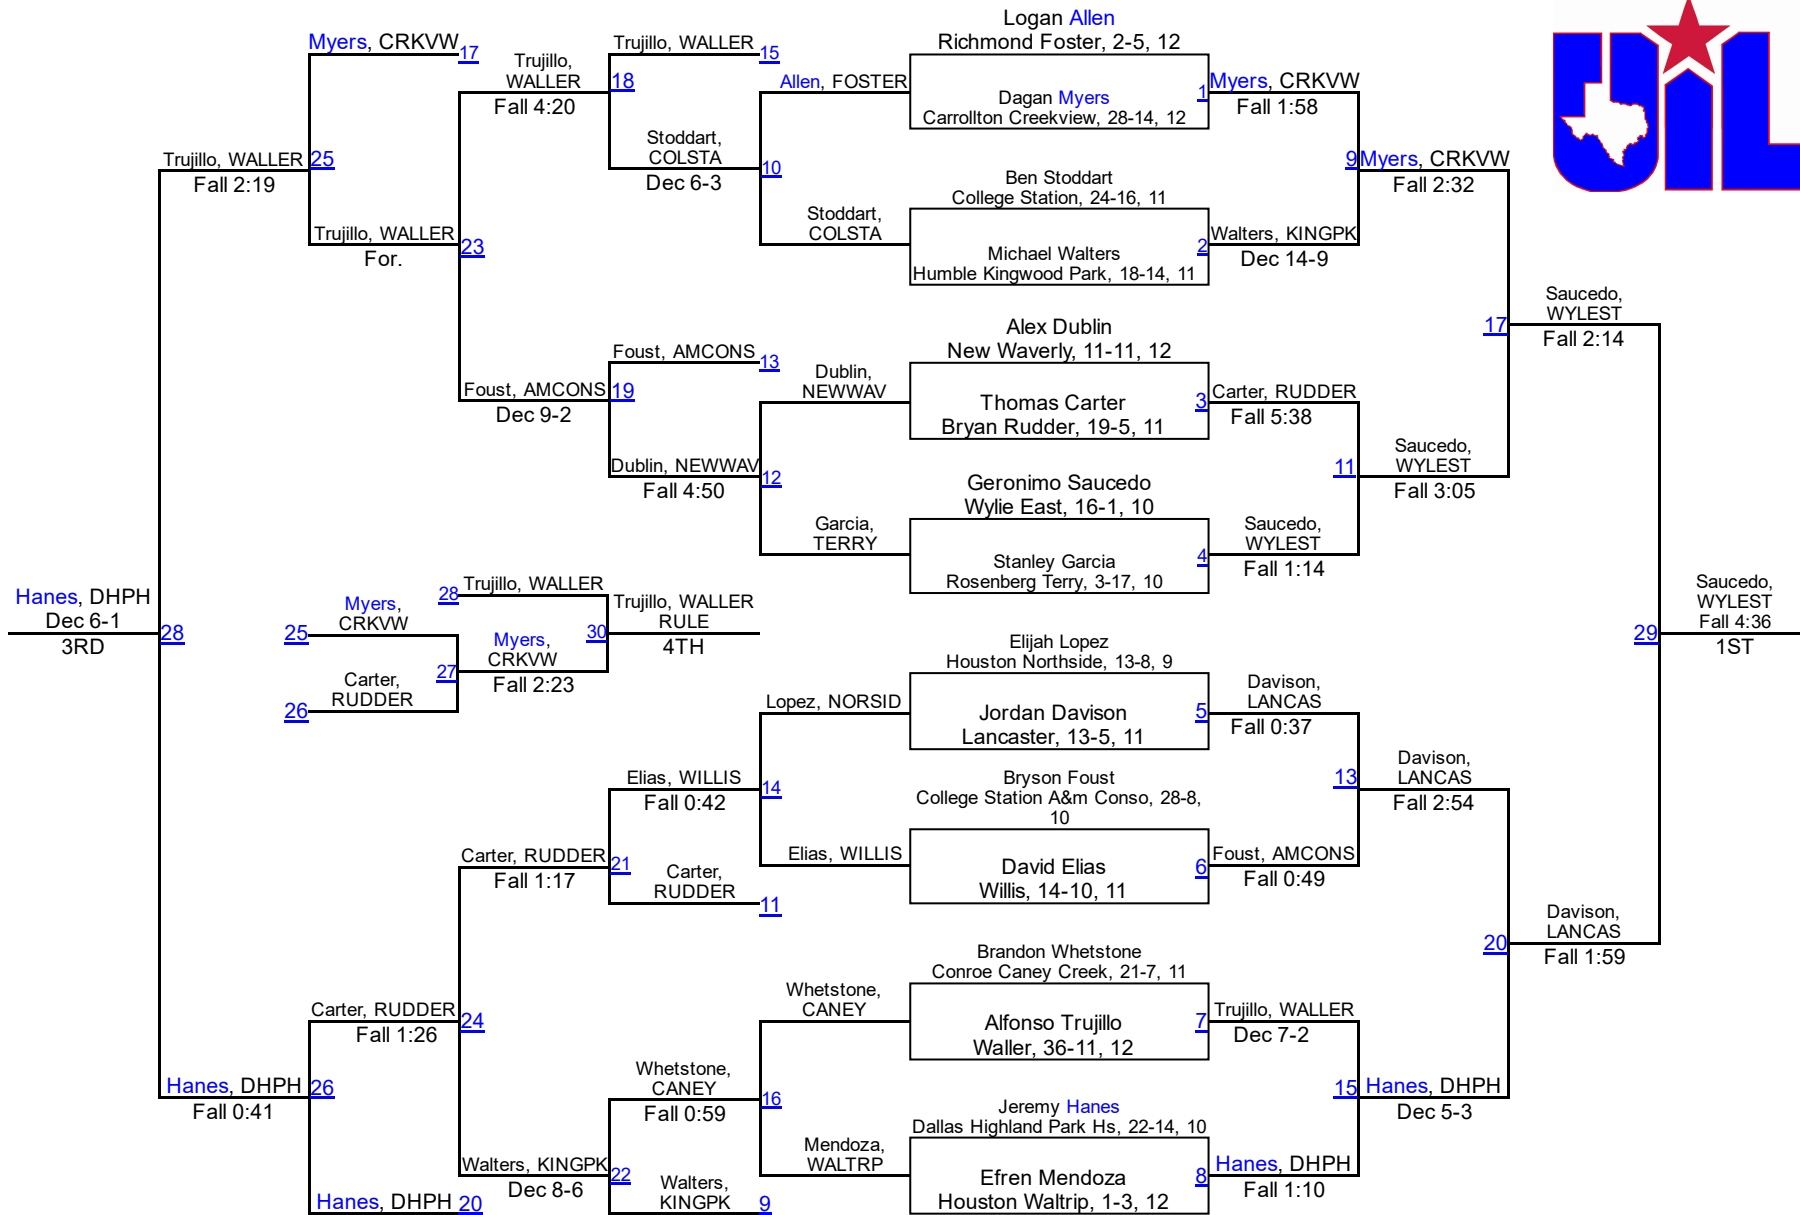 Logan Allen
Richmond Foster, 2-5, 12
Dagan Myers
Carrollton Creekview, 28-14, 12
Ben Stoddart
College Station, 24-16, 11
Michael Walters
Humble Kingwood Park, 18-14, 11
Alex Dublin
New Waverly, 11-11, 12
Thomas Carter
Bryan Rudder, 19-5, 11
Geronimo Saucedo
Wylie East, 16-1, 10
Stanley Garcia
Rosenberg Terry, 3-17, 10
Elijah Lopez
Houston Northside, 13-8, 9
Jordan Davison
Lancaster, 13-5, 11
Bryson Foust
College Station A&m Conso, 28-8,
10
David Elias
Willis, 14-10, 11
Brandon Whetstone
Conroe Caney Creek, 21-7, 11
Alfonso Trujillo
Waller, 36-11, 12
Jeremy Hanes
Dallas Highland Park Hs, 22-14, 10
Efren Mendoza
Houston Waltrip, 1-3, 12
1
Myers, CRKVW
Fall 1:58
2
Walters, KINGPK
Dec 14-9
3
Carter, RUDDER
Fall 5:38
4
Saucedo,
WYLEST
Fall 1:14
5
Davison,
LANCAS
Fall 0:37
6
Foust, AMCONS
Fall 0:49
7
Trujillo, WALLER
Dec 7-2
8
Hanes, DHPH
Fall 1:10
9
Myers, CRKVW
Fall 2:32
11
Saucedo,
WYLEST
Fall 3:05
13
Davison,
LANCAS
Fall 2:54
15
Hanes, DHPH
Dec 5-3
17
Saucedo,
WYLEST
Fall 2:14
20
Davison,
LANCAS
Fall 1:59
29
Saucedo,
WYLEST
Fall 4:36
1ST
UIL
Allen, FOSTER
Stoddart,
COLSTA
10
Stoddart,
COLSTA
Dec 6-3
Trujillo, WALLER
15
18
Trujillo,
WALLER
Fall 4:20
Dublin,
NEWWAV
Garcia,
TERRY
12
Dublin, NEWWAV
Fall 4:50
Foust, AMCONS
13
19
Foust, AMCONS
Dec 9-2
23
Trujillo, WALLER
For.
Myers, CRKVW
17
25
Trujillo, WALLER
Fall 2:19
Lopez, NORSID
Elias, WILLIS
14
Elias, WILLIS
Fall 0:42
Carter,
RUDDER
11
21
Carter, RUDDER
Fall 1:17
Whetstone,
CANEY
Mendoza,
WALTRP
16
Whetstone,
CANEY
Fall 0:59
Walters,
KINGPK
9
22
Walters, KINGPK
Dec 8-6
24
Carter, RUDDER
Fall 1:26
Hanes, DHPH
20
26
Hanes, DHPH
Fall 0:41
28
Hanes, DHPH
Dec 6-1
3RD
25
Myers,
CRKVW
26
Carter,
RUDDER
27
Myers,
CRKVW
Fall 2:23
28
Trujillo, WALLER
30
Trujillo, WALLER
RULE
4TH